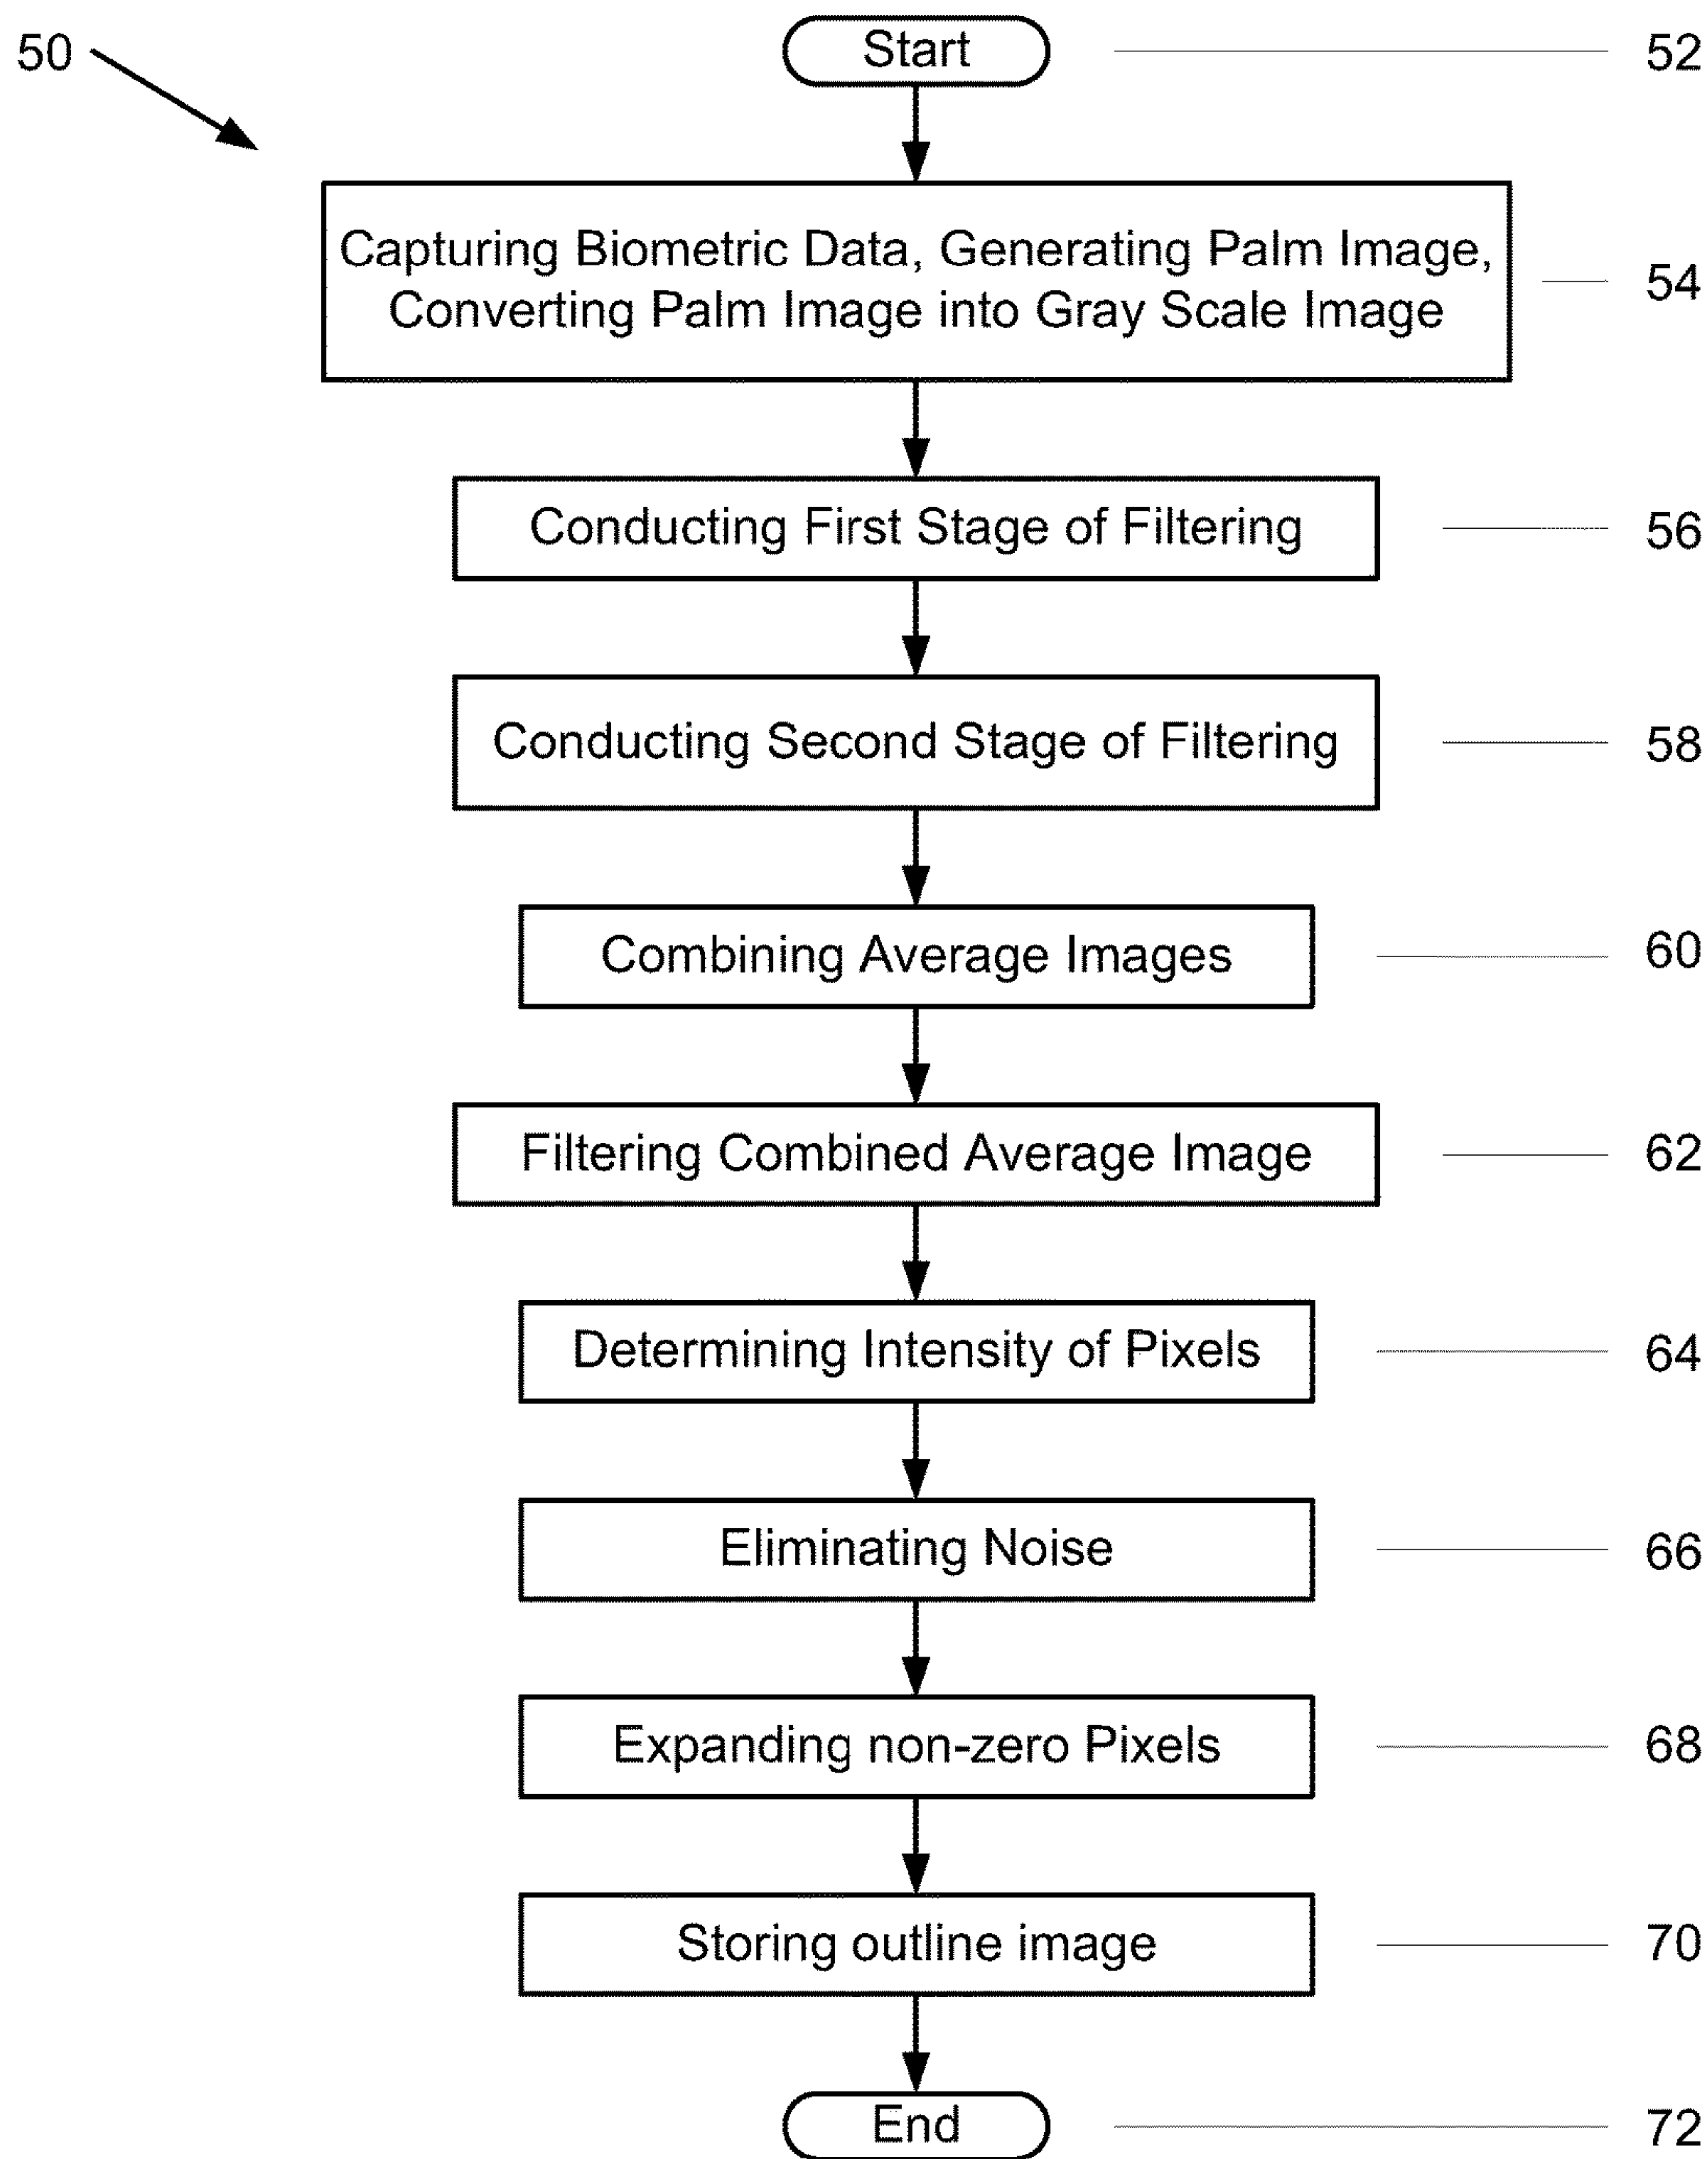 50
Start
52
Capturing Biometric Data, Generating Palm Image,
Converting Palm Image into Gray Scale Image
54
Conducting First Stage of Filtering
56
Conducting Second Stage of Filtering
58
Combining Average Images
60
Filtering Combined Average Image
62
Determining Intensity of Pixels
64
Eliminating Noise
66
Expanding non-zero Pixels
68
Storing outline image
70
End
72